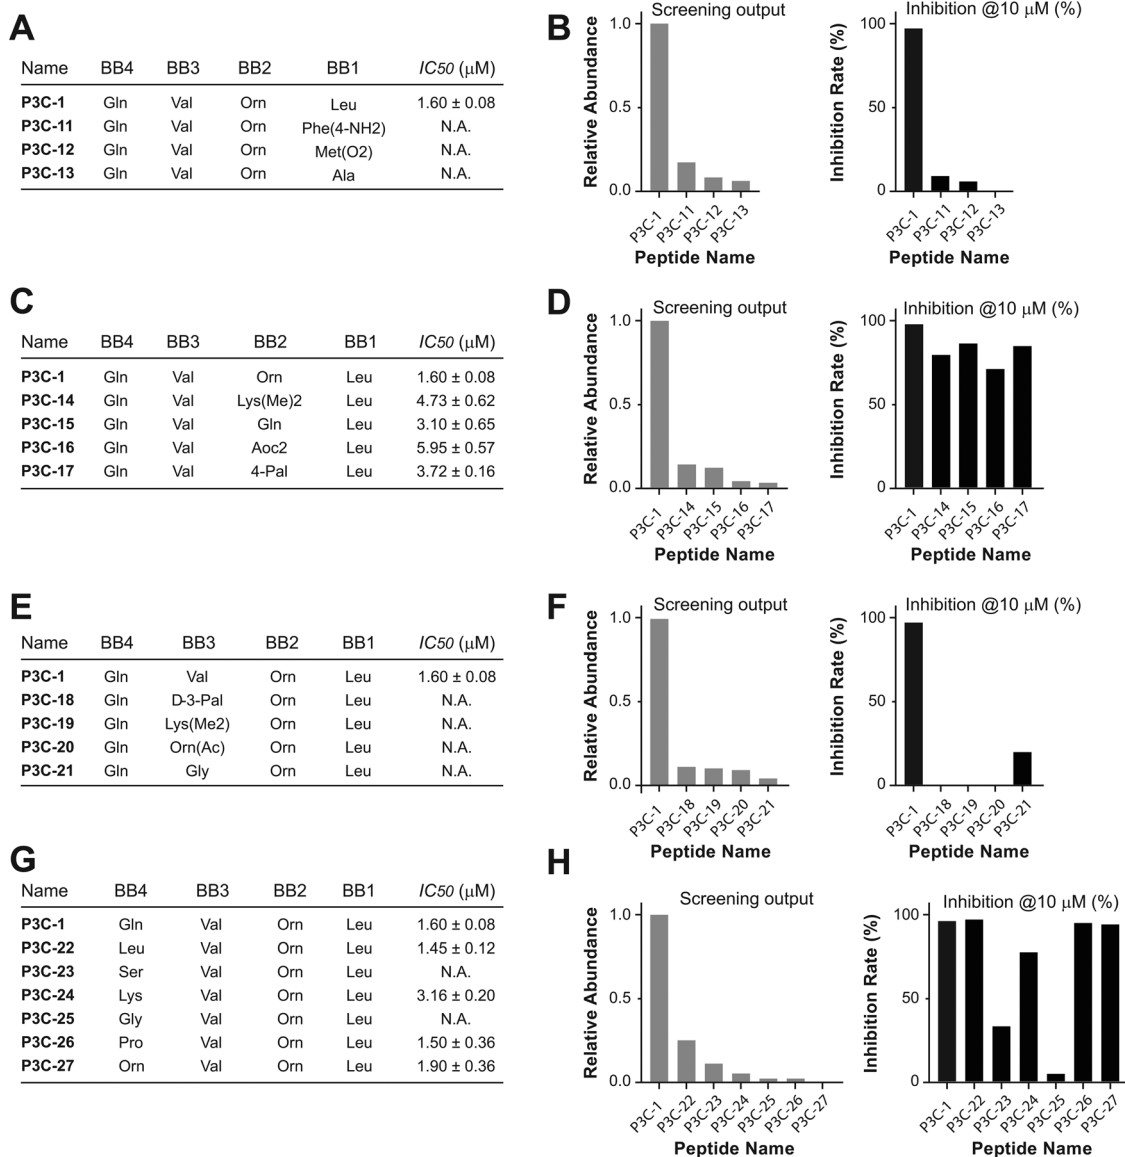 A
Name BB4 BB3 BB2 BB1 IC50 (μM)
P3C-1 Gln Val Orn Leu 1.60 ± 0.08
P3C-11 Gln Val Orn Phe(4-NH2) N.A.
P3C-12 Gln Val Orn Met(O2) N.A.
P3C-13 Gln Val Orn Ala N.A.
B
Screening output
Relative Abundance
1.0
0.5
0.0
P3C-1 P3C-11 P3C-12 P3C-13
Peptide Name
Inhibition @10 μM (%)
Inhibition Rate (%)
100
50
0
P3C-1 P3C-11 P3C-12 P3C-13
Peptide Name
C
Name BB4 BB3 BB2 BB1 IC50 (μM)
P3C-1 Gln Val Orn Leu 1.60 ± 0.08
P3C-14 Gln Val Lys(Me)2 Leu 4.73 ± 0.62
P3C-15 Gln Val Gln Leu 3.10 ± 0.65
P3C-16 Gln Val Aoc2 Leu 5.95 ± 0.57
P3C-17 Gln Val 4-Pal Leu 3.72 ± 0.16
D
Screening output
Relative Abundance
1.0
0.5
0.0
P3C-1 P3C-14 P3C-15 P3C-16 P3C-17
Peptide Name
Inhibition @10 μM (%)
Inhibition Rate (%)
100
50
0
P3C-1 P3C-14 P3C-15 P3C-16 P3C-17
Peptide Name
E
Name BB4 BB3 BB2 BB1 IC50 (μM)
P3C-1 Gln Val Orn Leu 1.60 ± 0.08
P3C-18 Gln D-3-Pal Orn Leu N.A.
P3C-19 Gln Lys(Me2) Orn Leu N.A.
P3C-20 Gln Orn(Ac) Orn Leu N.A.
P3C-21 Gln Gly Orn Leu N.A.
F
Screening output
Relative Abundance
1.0
0.5
0.0
P3C-1 P3C-18 P3C-19 P3C-20 P3C-21
Peptide Name
Inhibition @10 μM (%)
Inhibition Rate (%)
100
50
0
P3C-1 P3C-18 P3C-19 P3C-20 P3C-21
Peptide Name
G
Name BB4 BB3 BB2 BB1 IC50 (μM)
P3C-1 Gln Val Orn Leu 1.60 ± 0.08
P3C-22 Leu Val Orn Leu 1.45 ± 0.12
P3C-23 Ser Val Orn Leu N.A.
P3C-24 Lys Val Orn Leu 3.16 ± 0.20
P3C-25 Gly Val Orn Leu N.A.
P3C-26 Pro Val Orn Leu 1.50 ± 0.36
P3C-27 Orn Val Orn Leu 1.90 ± 0.36
H
Screening output
Relative Abundance
1.0
0.5
0.0
P3C-1 P3C-22 P3C-23 P3C-24 P3C-25 P3C-26 P3C-27
Peptide Name
Inhibition @10 μM (%)
Inhibition Rate (%)
100
50
0
P3C-1 P3C-22 P3C-23 P3C-24 P3C-25 P3C-26 P3C-27
Peptide Name